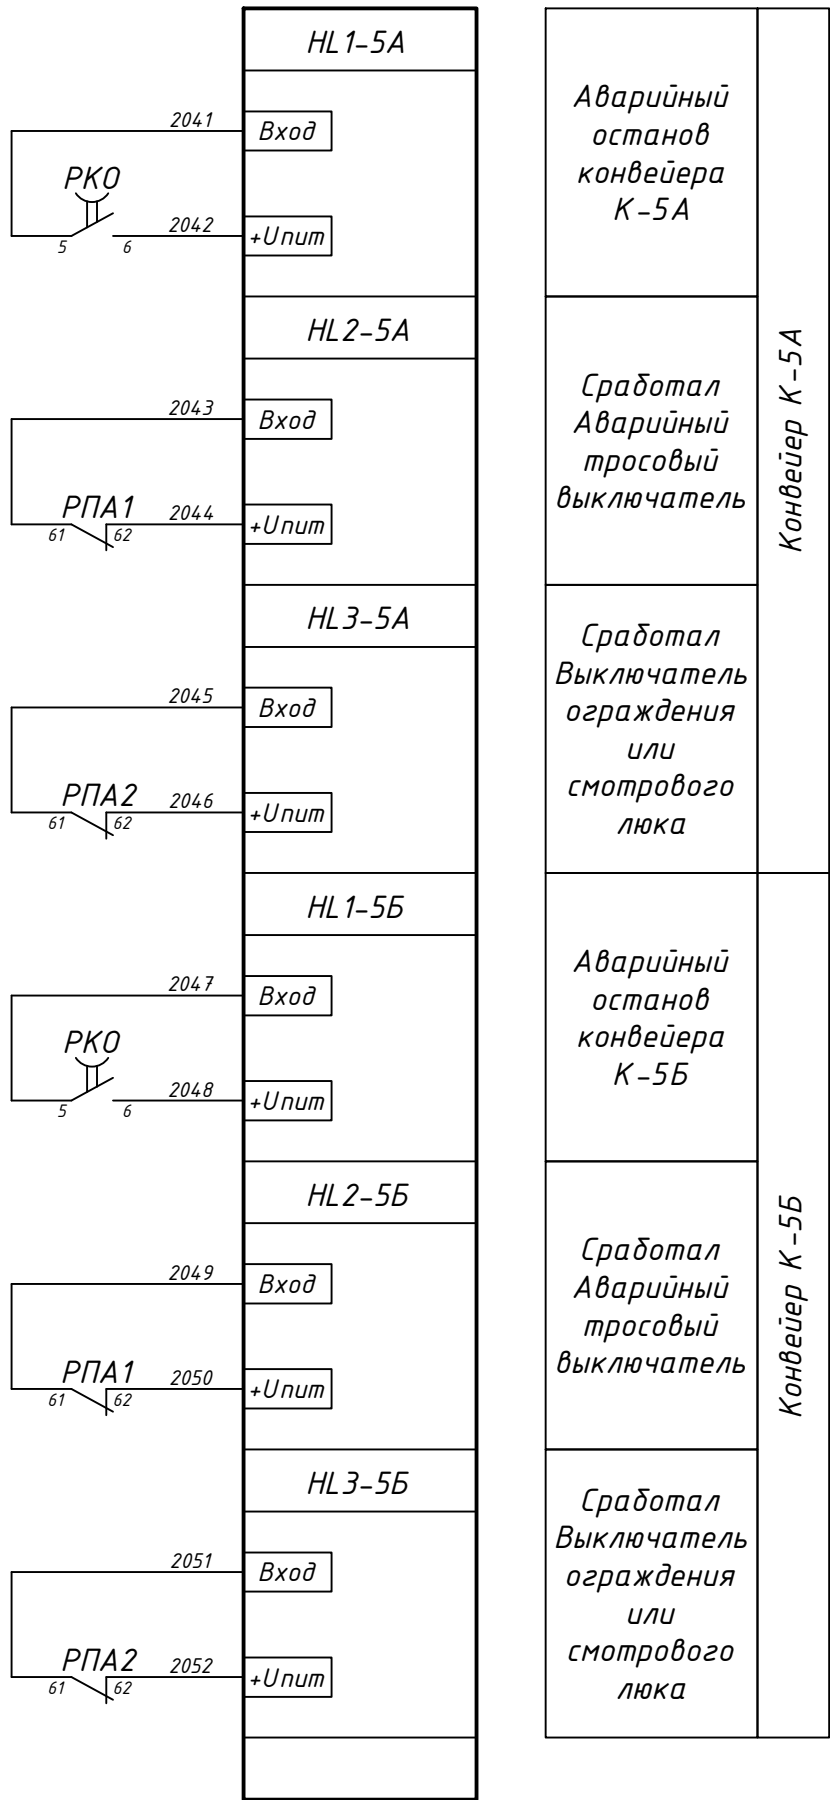 HL1-5А
2041
Вход
РКО
5
6
2042
+Uпит
Аварийный
останов
конвейера
К-5А
HL2-5А
2043
Вход
РПА1
61
62
2044
+Uпит
Сработал
Аварийный
тросовый
выключатель
Конвейер К-5А
HL3-5А
2045
Вход
РПА2
61
62
2046
+Uпит
Сработал
Выключатель
ограждения
или
смотрового
люка
HL1-5Б
2047
Вход
РКО
5
6
2048
+Uпит
Аварийный
останов
конвейера
К-5Б
HL2-5Б
2049
Вход
РПА1
61
62
2050
+Uпит
Сработал
Аварийный
тросовый
выключатель
Конвейер К-5Б
HL3-5Б
2051
Вход
РПА2
61
62
2052
+Uпит
Сработал
Выключатель
ограждения
или
смотрового
люка